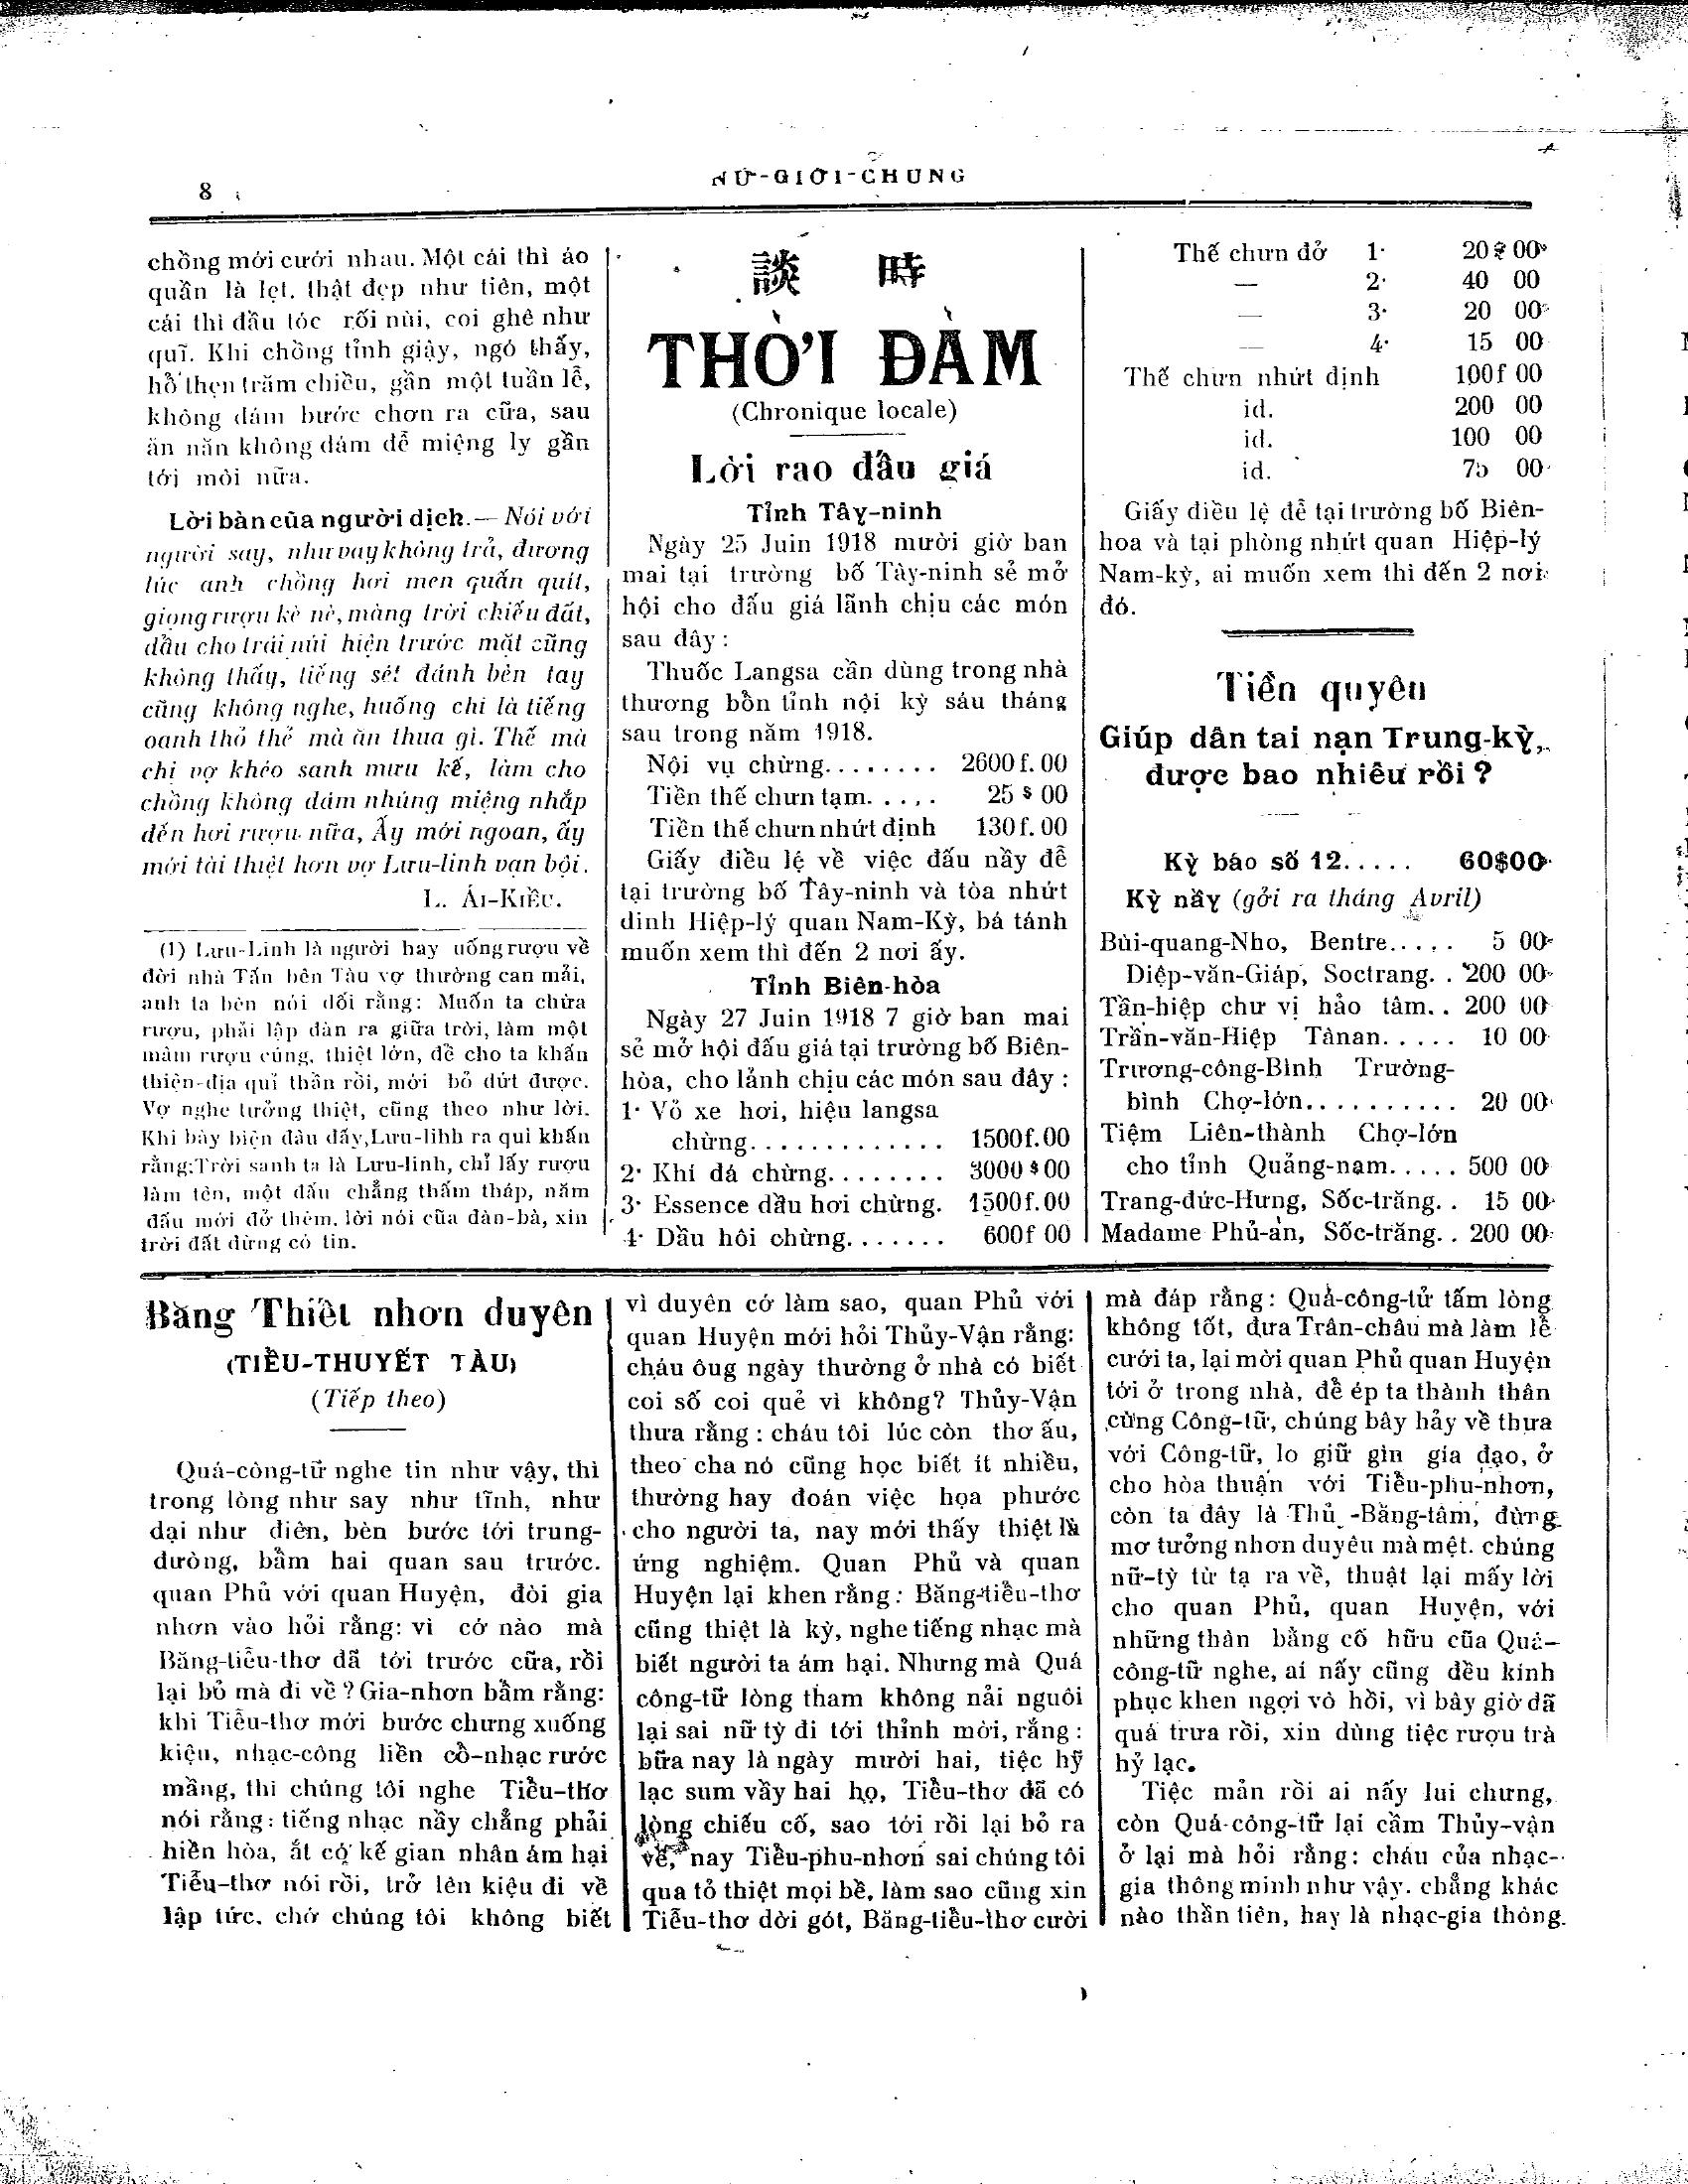 8
NỮ-GIỚI-CHUNG
chồng mới cưới nhau. Một cái thì áo
quần là lẹt, thật đẹp như tiên, một
cái thì đầu tóc rối nùi, coi ghê như
quĩ. Khi chồng tỉnh giậy, ngó thấy,
hỗ thẹn trăm chiều, gần một tuần lễ,
không dám bước chơn ra cữa, sau
ăn năn không dám để miệng ly gần
tới môi nữa.
Lời bàn cũa người dịch.— Nói với
người say, như vay không trả, đương
lúc anh chồng hơi men quấn quít,
giọng rượu kè nè, màng trời chiếu đất,
dầu cho trái núi hiện trước mặt cũng
không thấy, tiếng sét đánh bên tay
cũng không nghe, huống chi là tiếng
oanh thỏ thẻ mà ăn thua gì. Thế mà
chị vợ khéo sanh mưu kế, làm cho
chồng không dám nhúng miệng nhấp
đến hơi rượu nữa, Ấy mới ngoan, ấy
mới tài thiệt hơn vợ Lưu-linh vạn bội.
L. ÁI-KIỀU.
(1) Lưu-Linh là người hay uống rượu về
đời nhà Tấn bên Tàu vợ thường can mải,
anh ta bèn nói dối rằng: Muốn ta chừa
rượu, phải lập đàn ra giữa trời, làm một
mâm rượu cúng, thiệt lớn, để cho ta khấn
thiên-địa quỉ thần rồi, mới bỏ dứt được.
Vợ nghe tưởng thiệt, cũng theo như lời.
Khi bày biện đâu đấy, Lưu-lihh ra quì khấn
rằng: Trời sanh ta là Lưu-linh, chỉ lấy rượu
làm tên, một đấu chẳng thấm tháp, năm
đấu mới đở thèm, lời nói cũa đàn-bà, xin
trời đất đừng có tin.
談 時
THỜI ĐÀM
(Chronique locale)
Lời rao đấu giá
Tỉnh Tây-ninh
Ngày 25 Juin 1918 mười giờ ban
mai tại trường bố Tây-ninh sẻ mở
hội cho đấu giá lãnh chịu các món
sau đây :
Thuốc Langsa cần dùng trong nhà
thương bổn tỉnh nội kỳ sáu tháng
sau trong năm 1918.
Nội vụ chừng........ 2600f.00
Tiền thế chưn tạm..... 25 $ 00
Tiền thế chưn nhứt định 130f.00
Giấy điều lệ về việc đấu nầy để
tại trường bố Tây-ninh và tòa nhứt
dinh Hiệp-lý quan Nam-Kỳ, bá tánh
muốn xem thì đến 2 nơi ấy.
Tỉnh Biên-hòa
Ngày 27 Juin 1918 7 giờ ban mai
sẻ mở hội đấu giá tại trường bố Biên-
hòa, cho lảnh chịu các món sau đây :
1· Vỏ xe hơi, hiệu langsa
chừng............. 1500f.00
2· Khí đá chừng........ 3000 $ 00
3· Essence dầu hơi chừng. 1500f.00
4· Dầu hôi chừng....... 600f 00
Thế chưn đở 1· 20 $ 00
— 2· 40 00
— 3· 20 00
— 4· 15 00
Thế chưn nhứt định 100f 00
id. 200 00
id. 100 00
id. 75 00
Giấy điều lệ để tại trường bố Biên-
hoa và tại phòng nhứt quan Hiệp-lý
Nam-kỳ, ai muốn xem thì đến 2 nơi
đó.
Tiền quyên
Giúp dân tai nạn Trung-kỳ,
được bao nhiêu rồi ?
Kỳ báo số 12..... 60$00
Kỳ nầy (gởi ra tháng Avril)
Bùi-quang-Nho, Bentre..... 5 00
Diệp-văn-Giáp, Soctrang.. 200 00
Tân-hiệp chư vị hảo tâm.. 200 00
Trần-văn-Hiệp Tânan..... 10 00
Trương-công-Bình Trường-
bình Chợ-lớn.......... 20 00
Tiệm Liên-thành Chợ-lớn
cho tỉnh Quảng-nam..... 500 00
Trang-đức-Hưng, Sốc-trăng.. 15 00
Madame Phủ-ân, Sốc-trăng.. 200 00
Băng Thiết nhơn duyên
(TIỂU-THUYẾT TÀU)
(Tiếp theo)
Quá-công-tữ nghe tin như vậy, thì
trong lòng như say như tĩnh, như
dại như điên, bèn bước tới trung-
đường, bẩm hai quan sau trước.
quan Phủ với quan Huyện, đòi gia
nhơn vào hỏi rằng: vì cớ nào mà
Băng-tiểu-thơ đã tới trước cữa, rồi
lại bỏ mà đi về ? Gia-nhơn bẩm rằng:
khi Tiểu-thơ mới bước chưng xuống
kiệu, nhạc-công liền cổ-nhạc rước
mầng, thì chúng tôi nghe Tiểu-thơ
nói rằng: tiếng nhạc nầy chẳng phải
hiền hòa, ắt có kế gian nhân ám hại
Tiểu-thơ nói rồi, trở lên kiệu đi về
lập tức, chớ chúng tôi không biết
vì duyên cớ làm sao, quan Phủ với
quan Huyện mới hỏi Thủy-Vận rằng:
cháu ôug ngày thường ở nhà có biết
coi số coi quẻ vì không? Thủy-Vận
thưa rằng : cháu tôi lúc còn thơ ấu,
theo cha nó cũng học biết ít nhiều,
thường hay đoán việc họa phước
cho người ta, nay mới thấy thiệt là
ứng nghiệm. Quan Phủ và quan
Huyện lại khen rằng : Băng-tiểu-thơ
cũng thiệt là kỳ, nghe tiếng nhạc mà
biết người ta ám hại. Nhưng mà Quá
công-tữ lòng tham không nải nguôi
lại sai nữ tỳ đi tới thỉnh mời, rằng :
bữa nay là ngày mười hai, tiệc hỹ
lạc sum vầy hai họ, Tiểu-thơ đã có
lòng chiếu cố, sao tới rồi lại bỏ ra
về, nay Tiểu-phu-nhơn sai chúng tôi
qua tỏ thiệt mọi bề, làm sao cũng xin
Tiểu-thơ dời gót, Băng-tiểu-thơ cười
mà đáp rằng : Quá-công-tử tấm lòng
không tốt, đưa Trân-châu mà làm lễ
cưới ta, lại mời quan Phủ quan Huyện
tới ở trong nhà, để ép ta thành thân
cừng Công-tữ, chúng bây hảy về thưa
với Công-tữ, lo giữ gìn gia đạo, ở
cho hòa thuận với Tiểu-phu-nhơn,
còn ta đây là Thủ -Băng-tâm, đừng
mơ tưởng nhơn duyêu mà mệt. chúng
nữ-tỳ từ tạ ra về, thuật lại mấy lời
cho quan Phủ, quan Huyện, với
những thân bằng cố hữu cũa Quá-
công-tữ nghe, ai nấy cũng đều kính
phục khen ngợi vô hồi, vì bây giờ đã
quá trưa rồi, xin dùng tiệc rượu trà
hỷ lạc.
Tiệc mản rồi ai nấy lui chưng,
còn Quá-công-tữ lại cầm Thủy-vận
ở lại mà hỏi rằng: cháu của nhạc-
gia thông minh như vậy. chẳng khác
nào thần tiên, hay là nhạc-gia thông